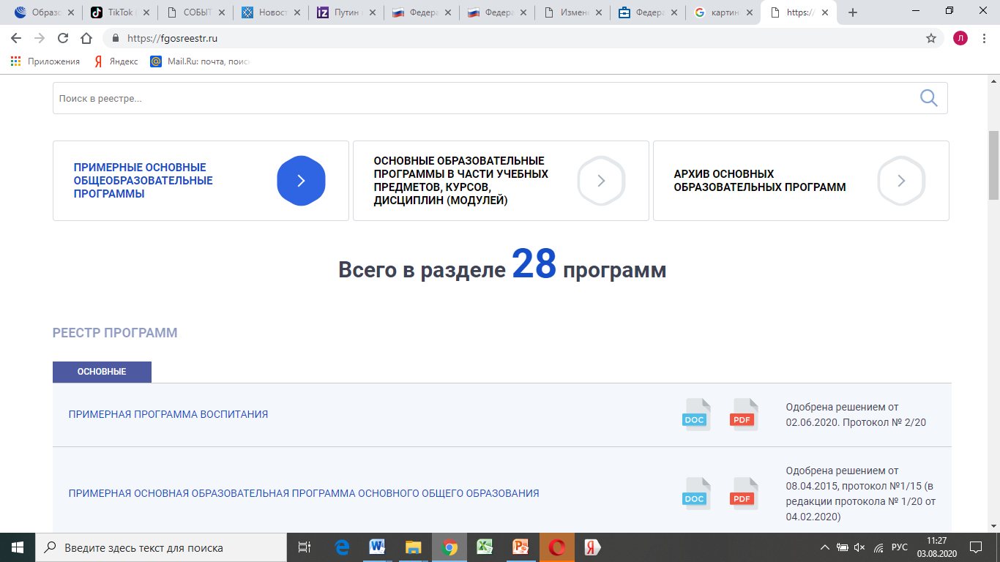 Образо
TikTok
СОБЫТ
Новост
Путин
Федера
Федера
Измене
Федера
картин
https://
https://fgosreestr.ru
Л
Приложения
Яндекс
Mail.Ru: почта, поис
Поиск в реестре...
ПРИМЕРНЫЕ ОСНОВНЫЕ
ОБЩЕОБРАЗОВАТЕЛЬНЫЕ
ПРОГРАММЫ
ОСНОВНЫЕ ОБРАЗОВАТЕЛЬНЫЕ
ПРОГРАММЫ В ЧАСТИ УЧЕБНЫХ
ПРЕДМЕТОВ, КУРСОВ,
ДИСЦИПЛИН (МОДУЛЕЙ)
АРХИВ ОСНОВНЫХ
ОБРАЗОВАТЕЛЬНЫХ ПРОГРАММ
Всего в разделе 28 программ
РЕЕСТР ПРОГРАММ
ОСНОВНЫЕ
ПРИМЕРНАЯ ПРОГРАММА ВОСПИТАНИЯ
DOC
PDF
Одобрена решением от
02.06.2020. Протокол № 2/20
ПРИМЕРНАЯ ОСНОВНАЯ ОБРАЗОВАТЕЛЬНАЯ ПРОГРАММА ОСНОВНОГО ОБЩЕГО ОБРАЗОВАНИЯ
DOC
PDF
Одобрена решением от
08.04.2015, протокол №1/15 (в
редакции протокола № 1/20 от
04.02.2020)
Введите здесь текст для поиска
РУС
11:27
03.08.2020